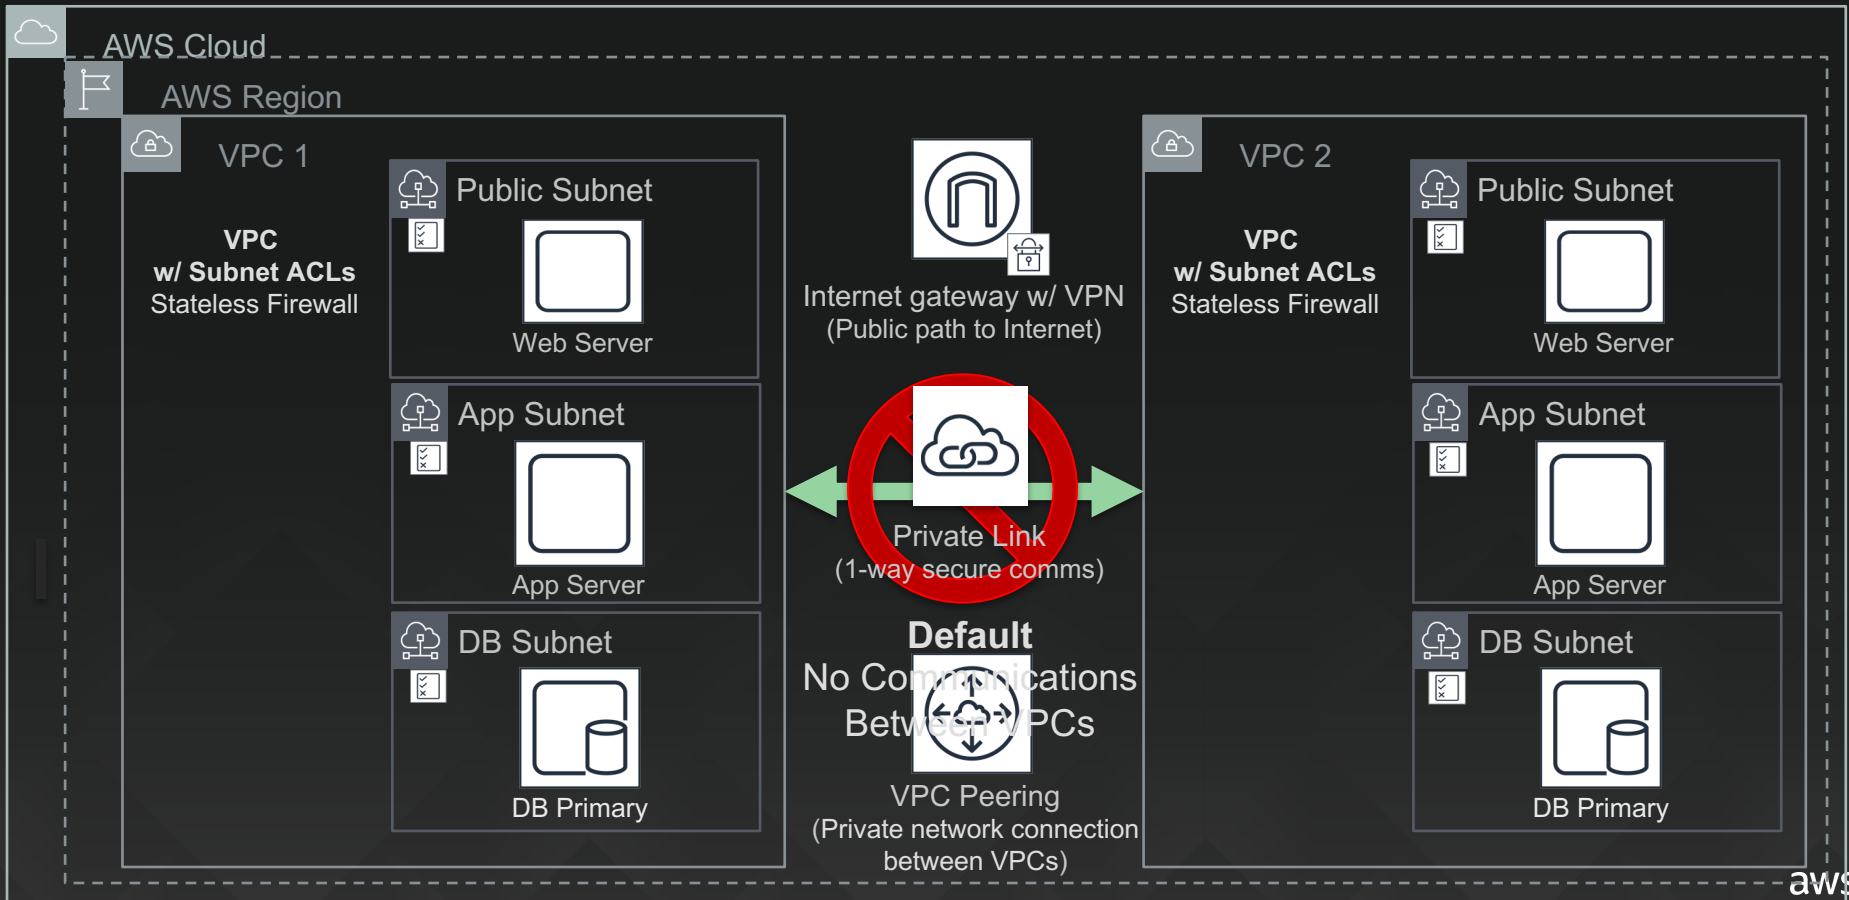 AWS Cloud
AWS Region
VPC 1
VPC
w/ Subnet ACLs
Stateless Firewall
Public Subnet
Web Server
App Subnet
App Server
DB Subnet
DB Primary
Internet gateway w/ VPN
(Public path to Internet)
Private Link
(1-way secure comms)
Default
No Communications
Between VPCs
VPC Peering
(Private network connection
between VPCs)
VPC 2
VPC
w/ Subnet ACLs
Stateless Firewall
Public Subnet
Web Server
App Subnet
App Server
DB Subnet
DB Primary
aws